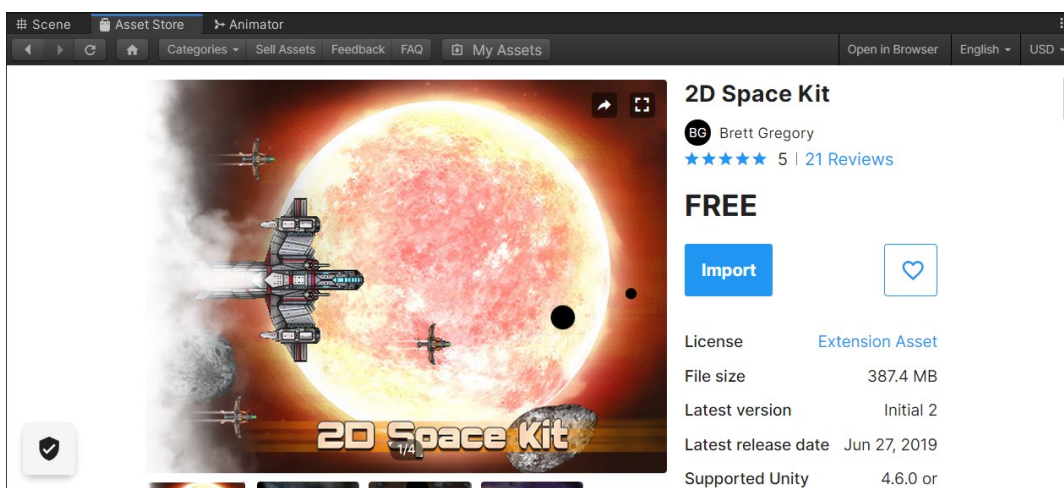 Scene Asset Store Animator
Categories Sell Assets Feedback FAQ My Assets Open in Browser English USD
2D Space Kit
BG Brett Gregory
5 | 21 Reviews
FREE
Import
License Extension Asset
File size 387.4 MB
Latest version Initial 2
Latest release date Jun 27, 2019
Supported Unity 4.6.0 or
2D Space Kit
1/4